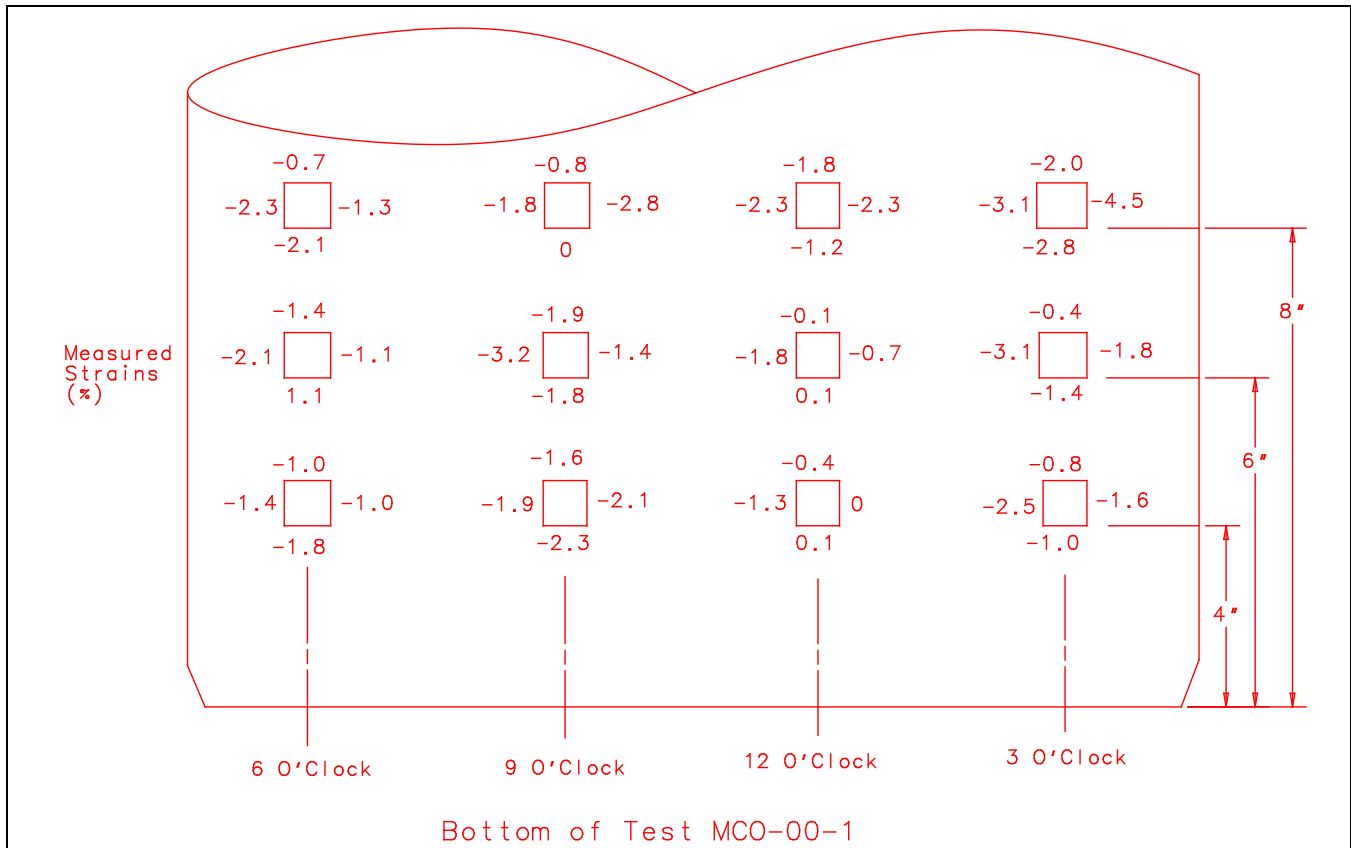 -0.7 -0.8 -1.8 -2.0
-2.3 -1.3 -1.8 -2.8 -2.3 -2.3 -3.1 -4.5
-2.1 0 -1.2 -2.8
8"
-1.4 -1.9 -0.1 -0.4
Measured
Strains
(%)
-2.1 -1.1 -3.2 -1.4 -1.8 -0.7 -3.1 -1.8
1.1 -1.8 0.1 -1.4
6"
-1.0 -1.6 -0.4 -0.8
-1.4 -1.0 -1.9 -2.1 -1.3 0 -2.5 -1.6
-1.8 -2.3 0.1 -1.0
4"
6 O'Clock 9 O'Clock 12 O'Clock 3 O'Clock
Bottom of Test MCO-00-1